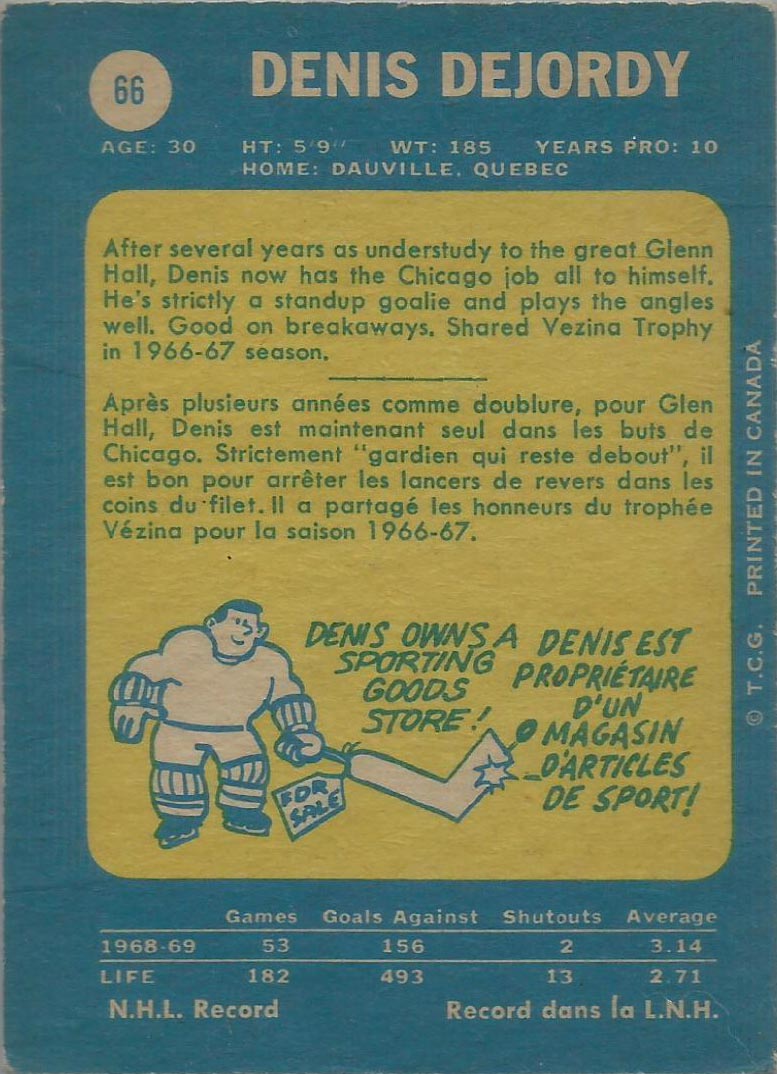 66
DENIS DEJORDY
AGE: 30 HT: 5'9" WT: 185 YEARS PRO: 10
HOME: DAUVILLE, QUEBEC
After several years as understudy to the great Glenn
Hall, Denis now has the Chicago job all to himself.
He's strictly a standup goalie and plays the angles
well. Good on breakaways. Shared Vezina Trophy
in 1966-67 season.
Après plusieurs années comme doublure, pour Glen
Hall, Denis est maintenant seul dans les buts de
Chicago. Strictement "gardien qui reste debout", il
est bon pour arrêter les lancers de revers dans les
coins du filet. Il a partagé les honneurs du trophée
Vézina pour la saison 1966-67.
DENIS OWNS A
SPORTING
GOODS
STORE!
DENIS EST
PROPRIÉTAIRE
D'UN
MAGASIN
D'ARTICLES
DE SPORT!
FOR
SALE
© T.C.G. PRINTED IN CANADA
Games Goals Against Shutouts Average
1968-69 53 156 2 3.14
LIFE 182 493 13 2.71
N.H.L. Record Record dans la L.N.H.